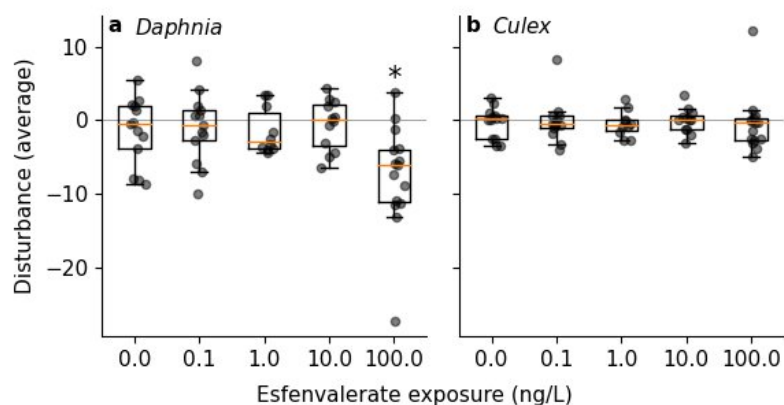 a Daphnia
b Culex
*
10
0
−10
−20
Disturbance (average)
0.0 0.1 1.0 10.0 100.0
0.0 0.1 1.0 10.0 100.0
Esfenvalerate exposure (ng/L)